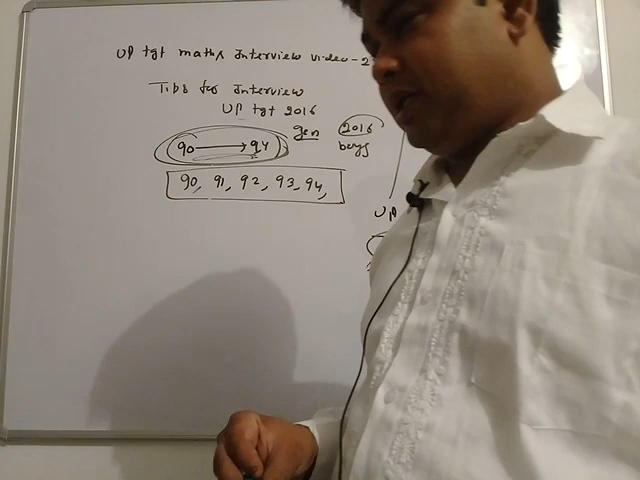 UP tgt maths Interview video-2
Tips for Interview
UP tgt 2016
90 → 94 gen 2016
boys
90, 91, 92, 93, 94,
UP